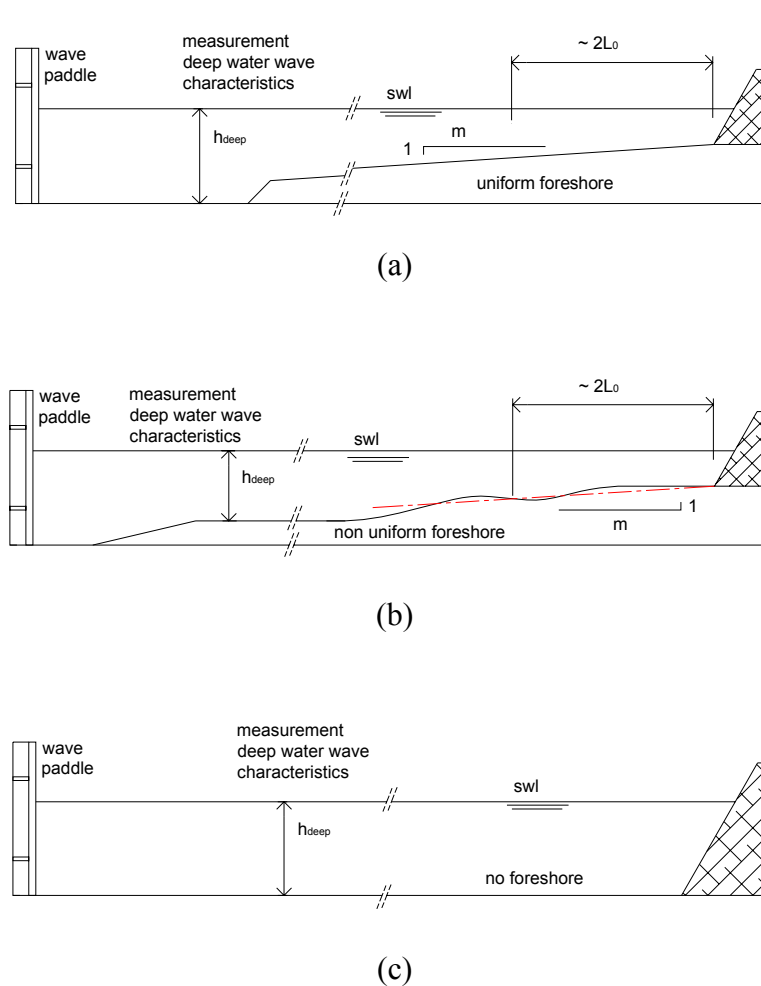 wave
paddle
measurement
deep water wave
characteristics
~ 2L₀
swl
hdeep
m
1
uniform foreshore
(a)
wave
paddle
measurement
deep water wave
characteristics
~ 2L₀
swl
hdeep
1
m
non uniform foreshore
(b)
measurement
deep water wave
characteristics
wave
paddle
swl
hdeep
no foreshore
(c)